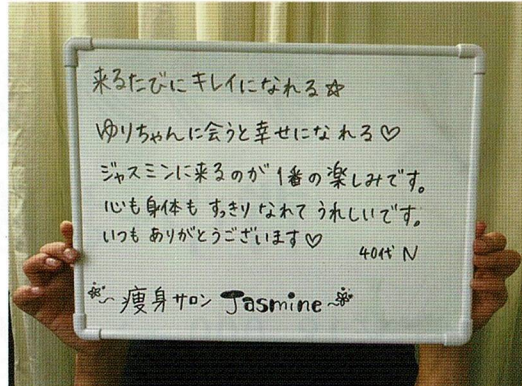 来るたびにキレイになれる☆
ゆりちゃんに会うと幸せになれる♡
ジャスミンに来るのが1番の楽しみです。
心も身体もすっきりなれてうれしいです。
いつもありがとうございます♡
40代 N
~痩身サロン Jasmine~